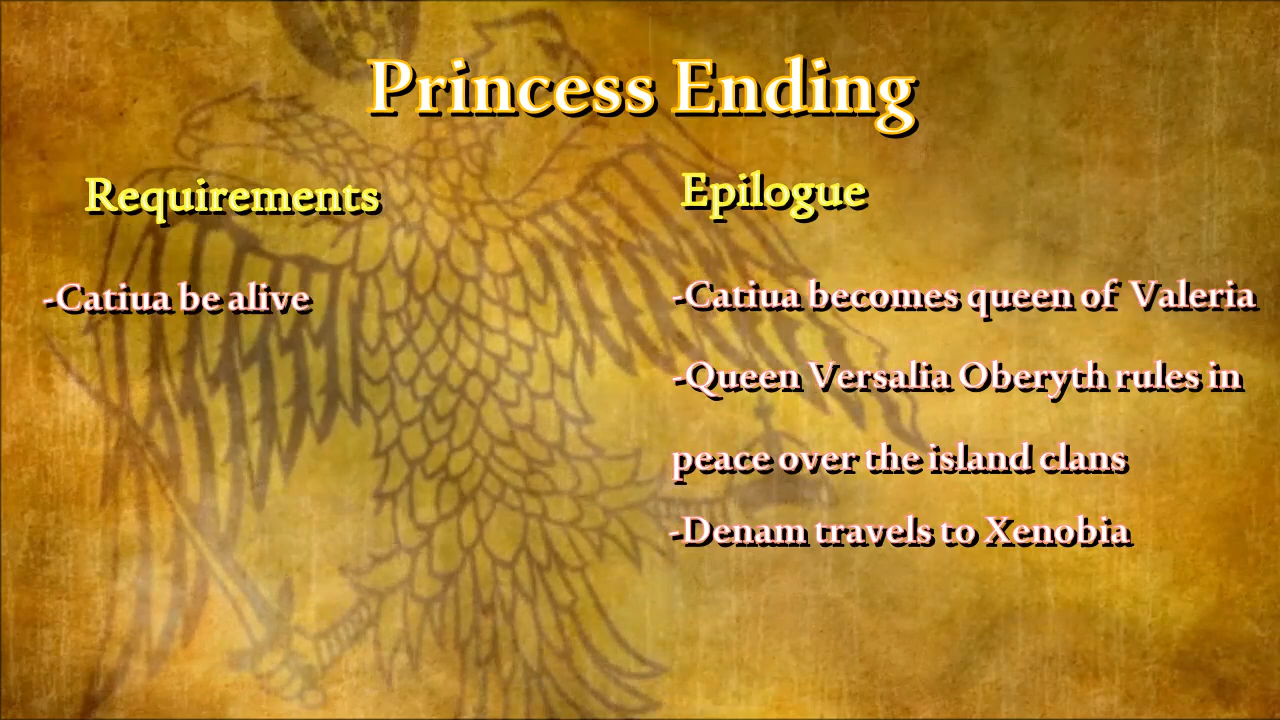 Princess Ending
Requirements
-Catiua be alive
Epilogue
-Catiua becomes queen of Valeria
-Queen Versalia Oberyth rules in
peace over the island clans
-Denam travels to Xenobia